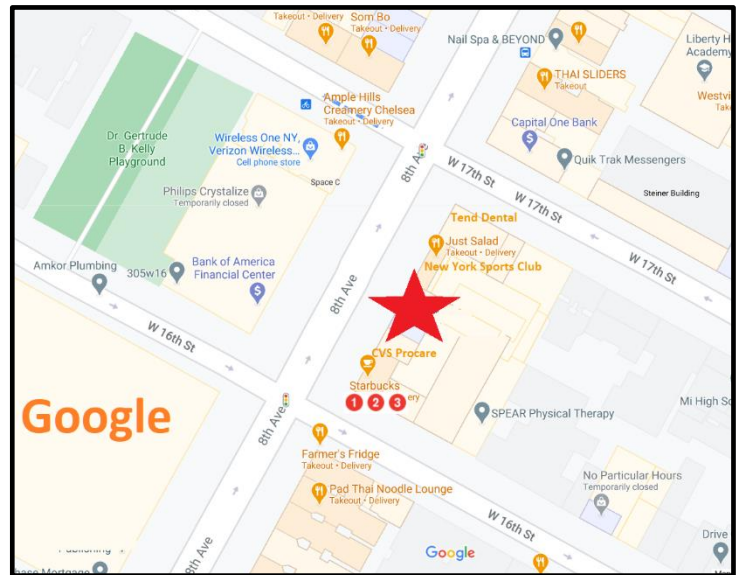 Takeout • Delivery
Som Bo
Takeout • Delivery
Nail Spa & BEYOND
Liberty H
Academy
THAI SLIDERS
Takeout
Westvi
Tak
Ample Hills
Creamery Chelsea
Takeout • Delivery
Capital One Bank
Dr. Gertrude
B. Kelly
Playground
Wireless One NY,
Verizon Wireless...
Cell phone store
8th Av
W 17th St
Quik Trak Messengers
Space C
Philips Crystalize
Temporarily closed
W 17th St
Steiner Building
Tend Dental
Just Salad
Takeout • Delivery
New York Sports Club
Bank of America
Financial Center
Amkor Plumbing
305w16
8th Ave
W 17th St
W 16th St
CVS Procare
Starbucks
ery
1 2 3
Google
8th Ave
SPEAR Physical Therapy
Mi High Sc
Farmer's Fridge
Takeout • Delivery
No Particular Hours
Temporarily closed
Pad Thai Noodle Lounge
Takeout • Delivery
W 16th St
Drive
8th Ave
Google
base Mortgage